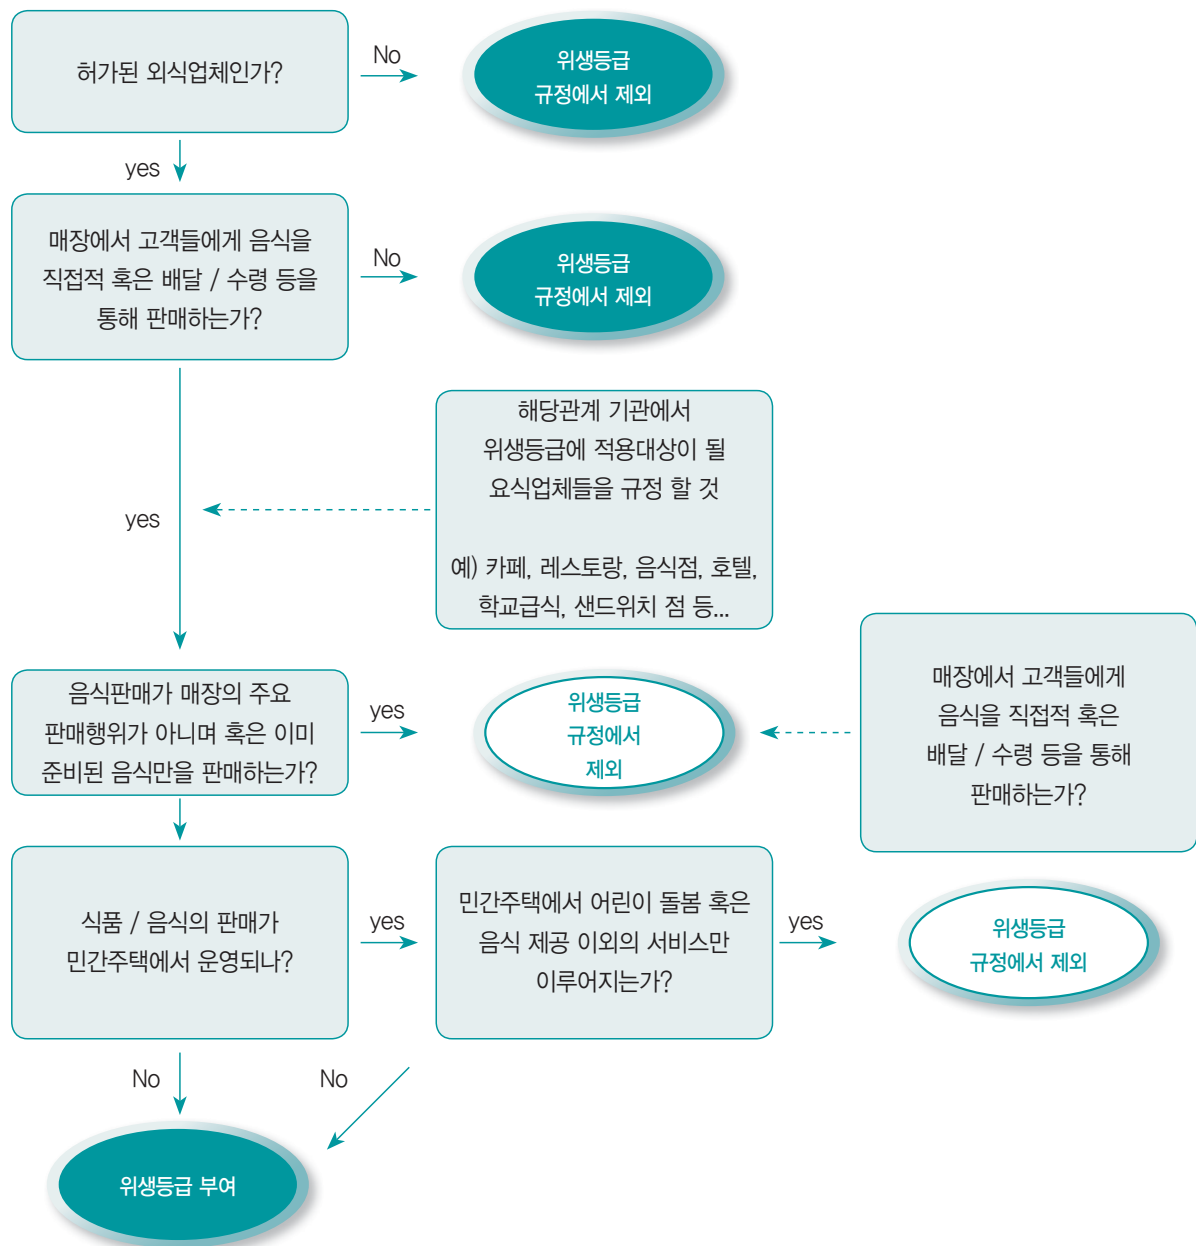 허가된 외식업체인가?
No
위생등급
규정에서 제외
yes
매장에서 고객들에게 음식을
직접적 혹은 배달 / 수령 등을
통해 판매하는가?
No
위생등급
규정에서 제외
yes
해당관계 기관에서
위생등급에 적용대상이 될
요식업체들을 규정 할 것
예) 카페, 레스토랑, 음식점, 호텔,
학교급식, 샌드위치 점 등...
음식판매가 매장의 주요
판매행위가 아니며 혹은 이미
준비된 음식만을 판매하는가?
yes
위생등급
규정에서
제외
매장에서 고객들에게
음식을 직접적 혹은
배달 / 수령 등을 통해
판매하는가?
식품 / 음식의 판매가
민간주택에서 운영되나?
yes
민간주택에서 어린이 돌봄 혹은
음식 제공 이외의 서비스만
이루어지는가?
yes
위생등급
규정에서 제외
No
No
위생등급 부여